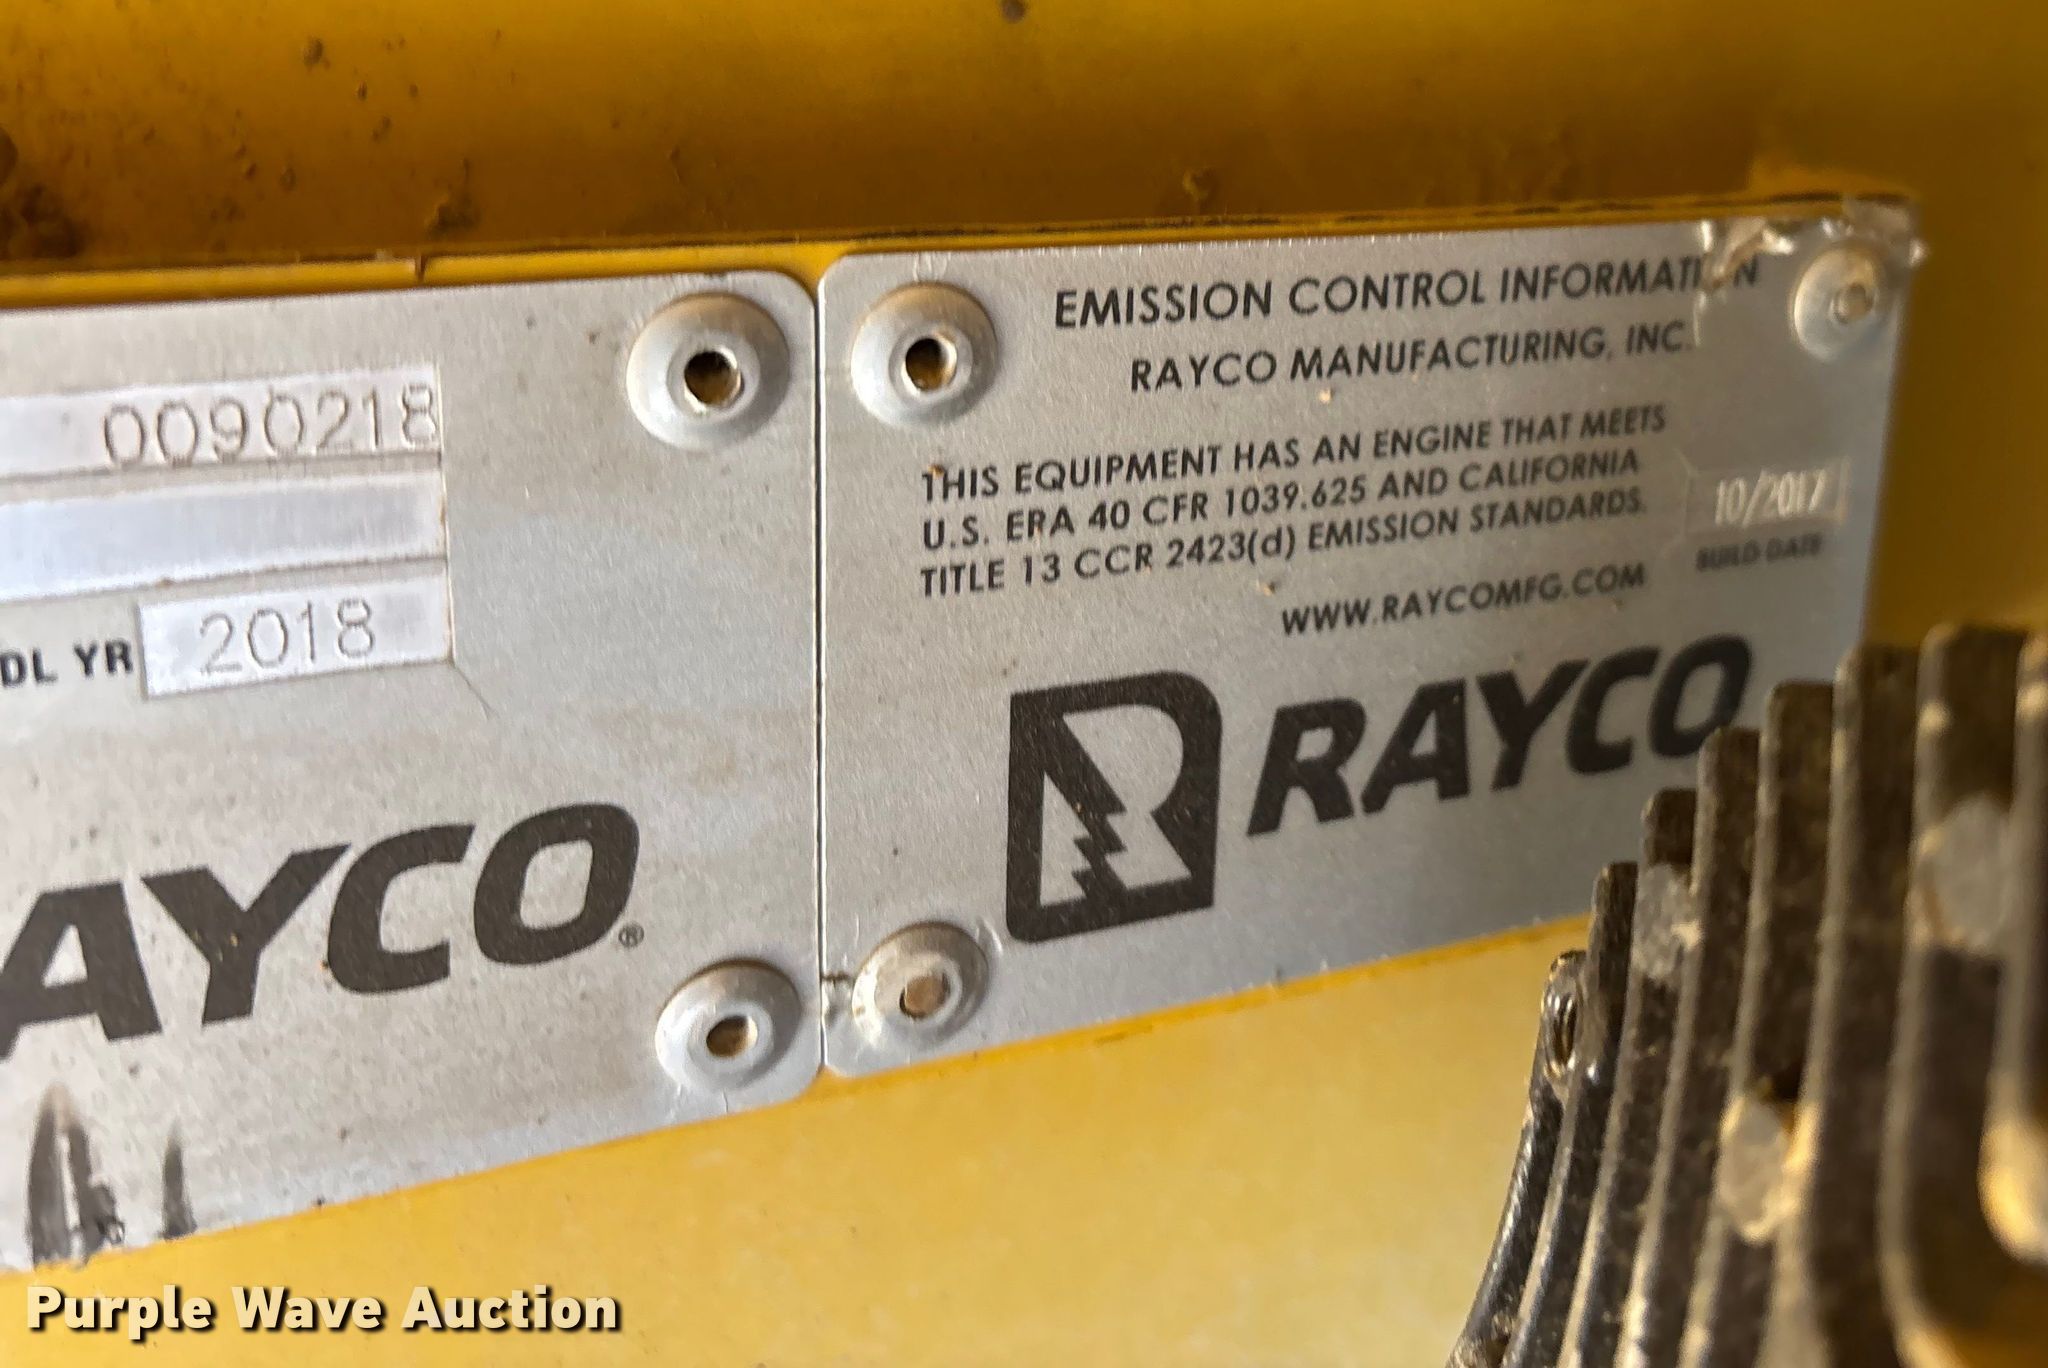 0090218
DL YR 2018
AYCO®
EMISSION CONTROL INFORMATION
RAYCO MANUFACTURING, INC.
THIS EQUIPMENT HAS AN ENGINE THAT MEETS
U.S. ERA 40 CFR 1039.625 AND CALIFORNIA
TITLE 13 CCR 2423(d) EMISSION STANDARDS.
10/2017
BUILD DATE
WWW.RAYCOMFG.COM
R RAYCO
Purple Wave Auction